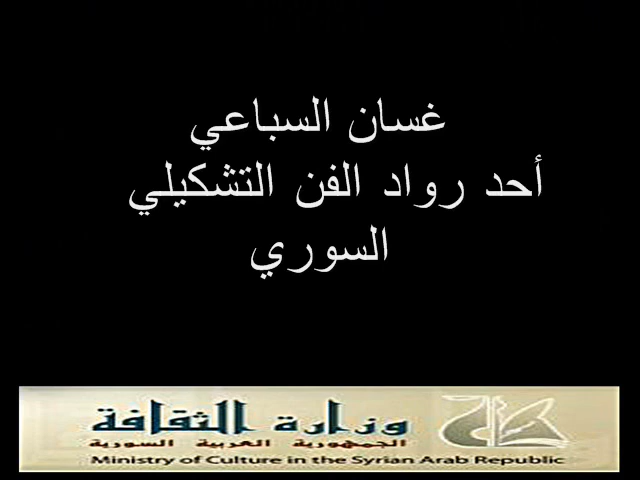 غسان السباعي
أحد رواد الفن التشكيلي
السوري
وزارة الثقافة
الجمهورية العربية السورية
Ministry of Culture in the Syrian Arab Republic